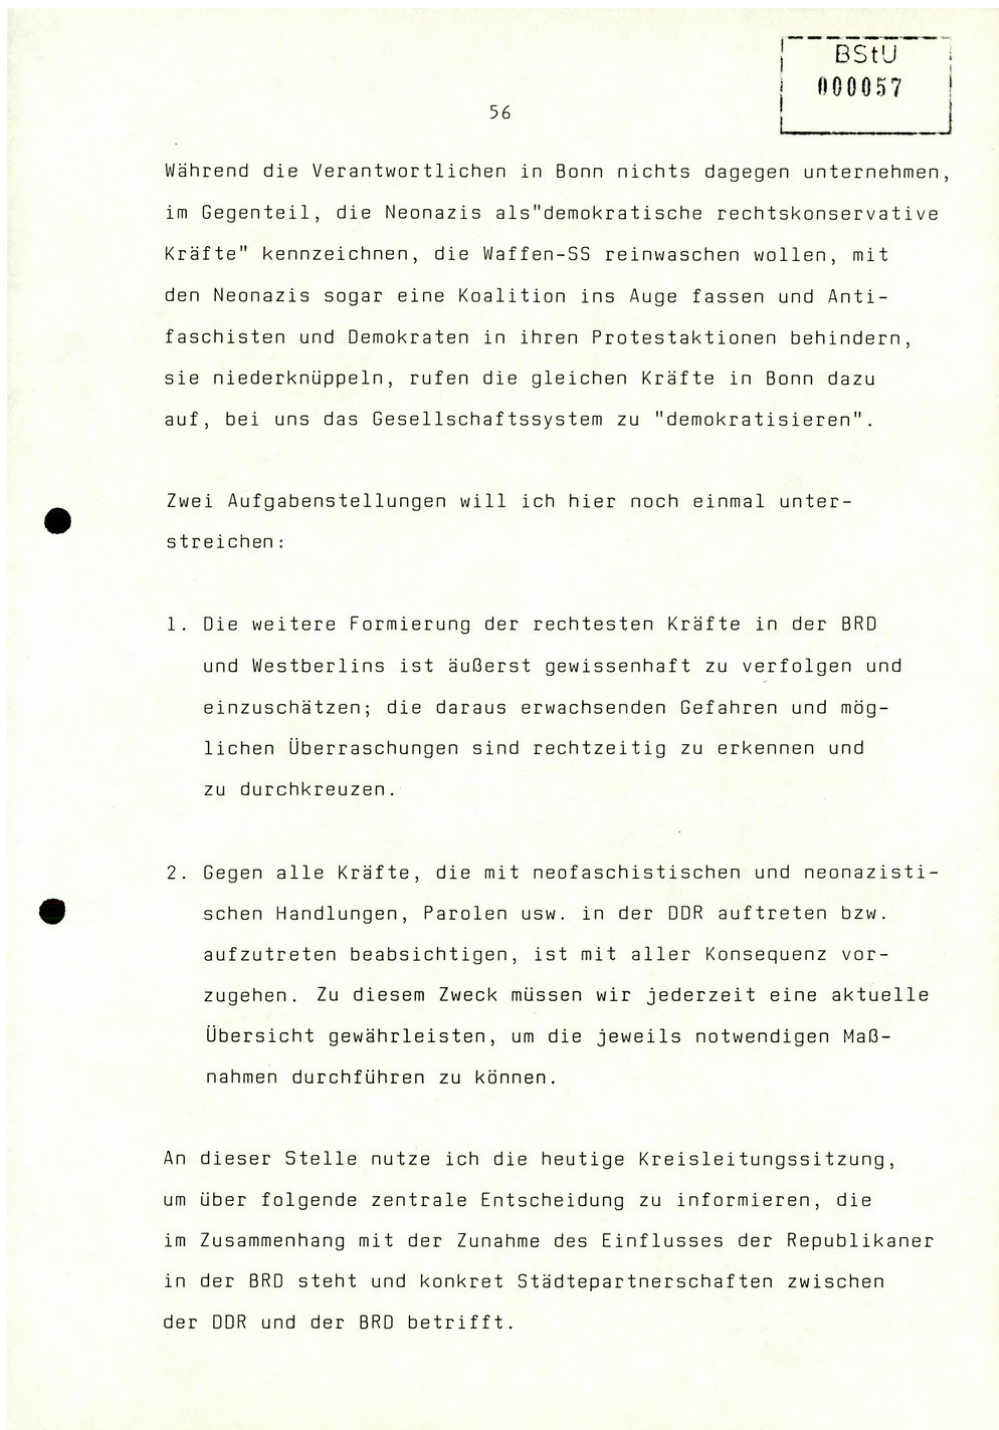 BStU
000057
56
Während die Verantwortlichen in Bonn nichts dagegen unternehmen,
im Gegenteil, die Neonazis als"demokratische rechtskonservative
Kräfte" kennzeichnen, die Waffen-SS reinwaschen wollen, mit
den Neonazis sogar eine Koalition ins Auge fassen und Anti-
faschisten und Demokraten in ihren Protestaktionen behindern,
sie niederknüppeln, rufen die gleichen Kräfte in Bonn dazu
auf, bei uns das Gesellschaftssystem zu "demokratisieren".
Zwei Aufgabenstellungen will ich hier noch einmal unter-
streichen:
1. Die weitere Formierung der rechtesten Kräfte in der BRD
und Westberlins ist äußerst gewissenhaft zu verfolgen und
einzuschätzen; die daraus erwachsenden Gefahren und mög-
lichen Überraschungen sind rechtzeitig zu erkennen und
zu durchkreuzen.
2. Gegen alle Kräfte, die mit neofaschistischen und neonazisti-
schen Handlungen, Parolen usw. in der DDR auftreten bzw.
aufzutreten beabsichtigen, ist mit aller Konsequenz vor-
zugehen. Zu diesem Zweck müssen wir jederzeit eine aktuelle
Übersicht gewährleisten, um die jeweils notwendigen Maß-
nahmen durchführen zu können.
An dieser Stelle nutze ich die heutige Kreisleitungssitzung,
um über folgende zentrale Entscheidung zu informieren, die
im Zusammenhang mit der Zunahme des Einflusses der Republikaner
in der BRD steht und konkret Städtepartnerschaften zwischen
der DDR und der BRD betrifft.